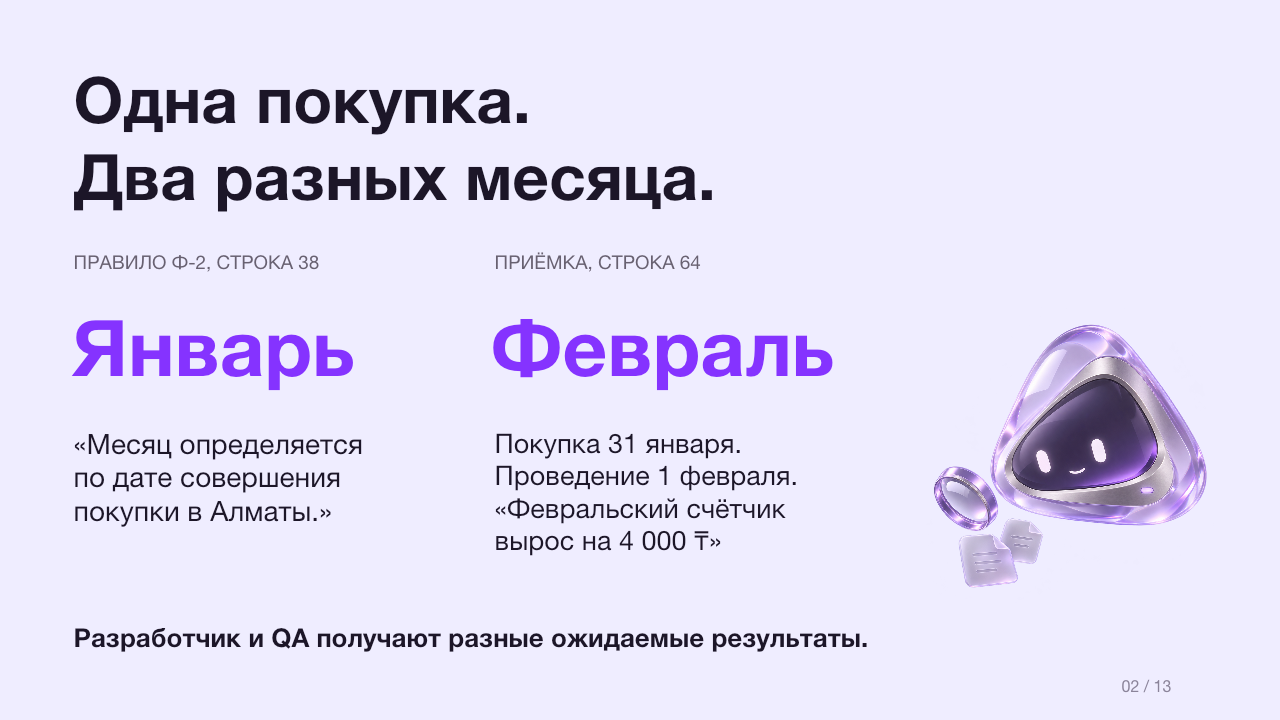 Одна покупка.
Два разных месяца.
ПРАВИЛО Ф-2, СТРОКА 38
Январь
«Месяц определяется
по дате совершения
покупки в Алматы.»
ПРИЁМКА, СТРОКА 64
Февраль
Покупка 31 января.
Проведение 1 февраля.
«Февральский счётчик
вырос на 4 000 ₸»
Разработчик и QA получают разные ожидаемые результаты.
02 / 13